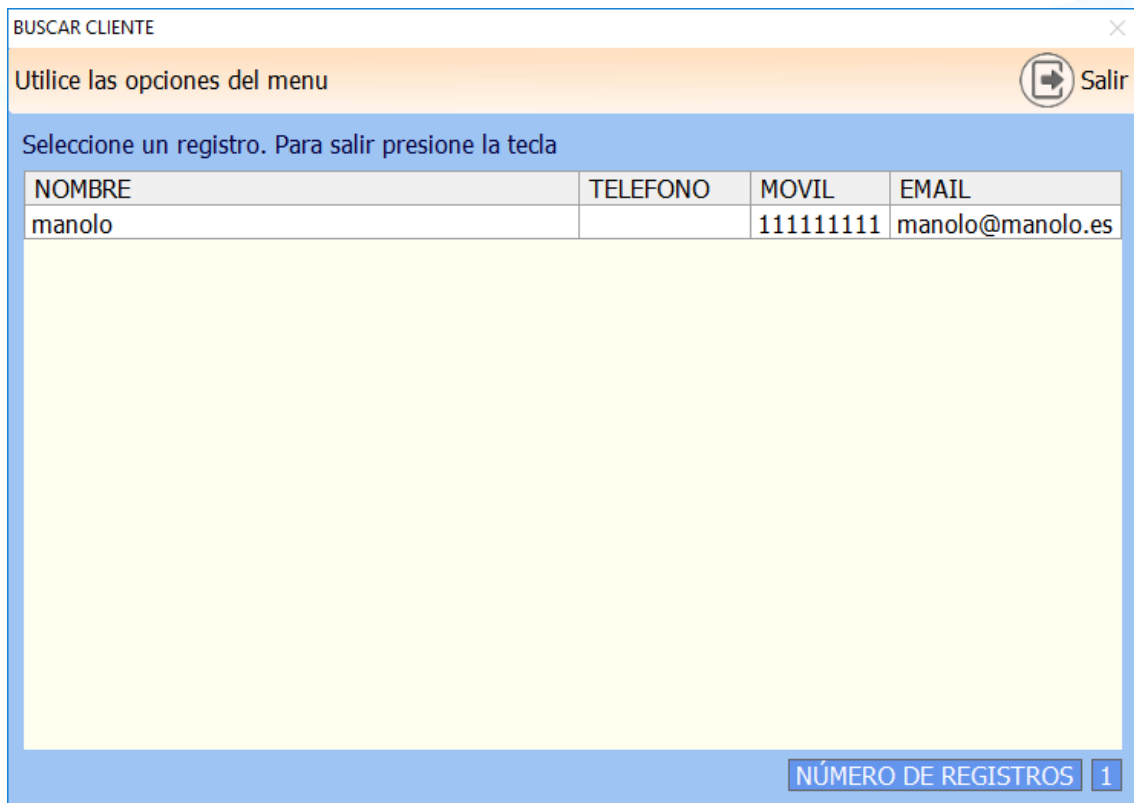 BUSCAR CLIENTE
Utilice las opciones del menu Salir
Seleccione un registro. Para salir presione la tecla
NOMBRE TELEFONO MOVIL EMAIL
manolo 111111111 manolo@manolo.es
NÚMERO DE REGISTROS 1